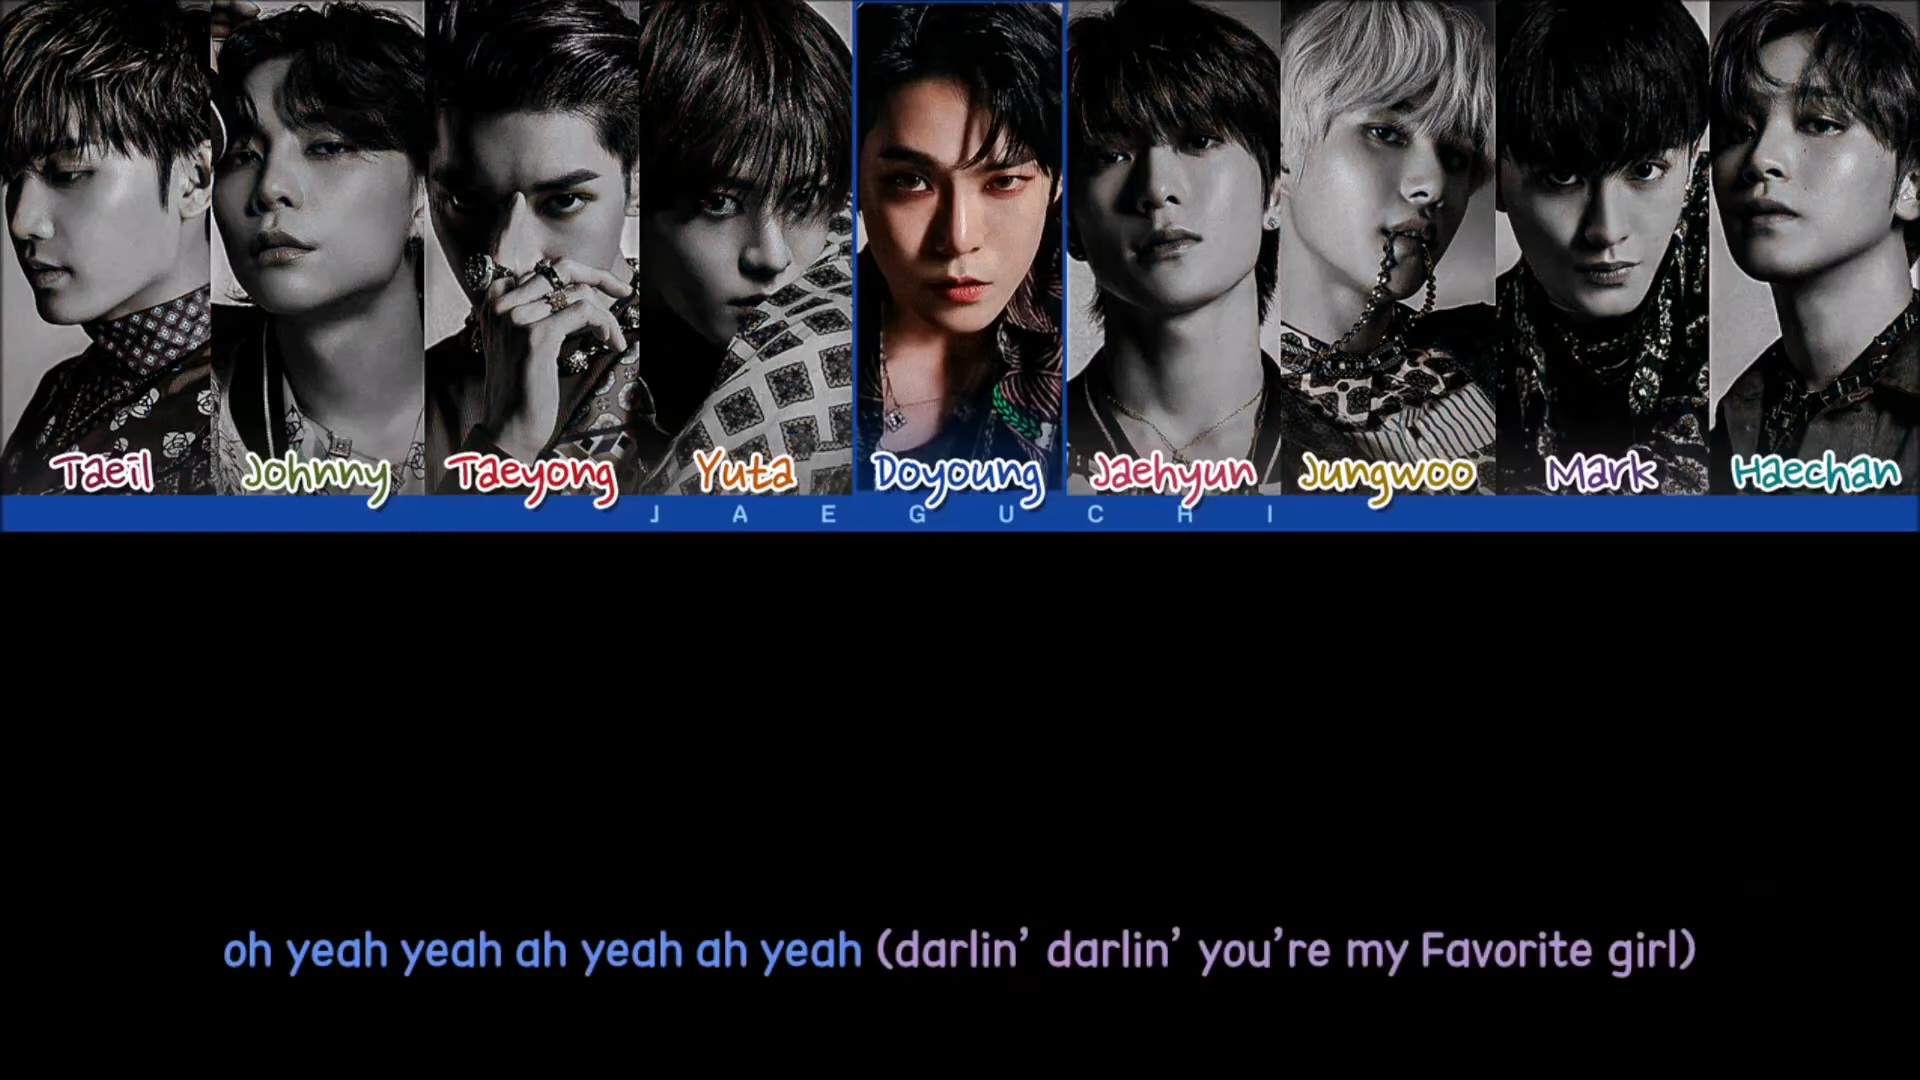 Taeil Johnny Taeyong Yuta Doyoung Jaehyun Jungwoo Mark Haechan
JAEGUCHI
oh yeah yeah ah yeah ah yeah (darlin’ darlin’ you’re my Favorite girl)